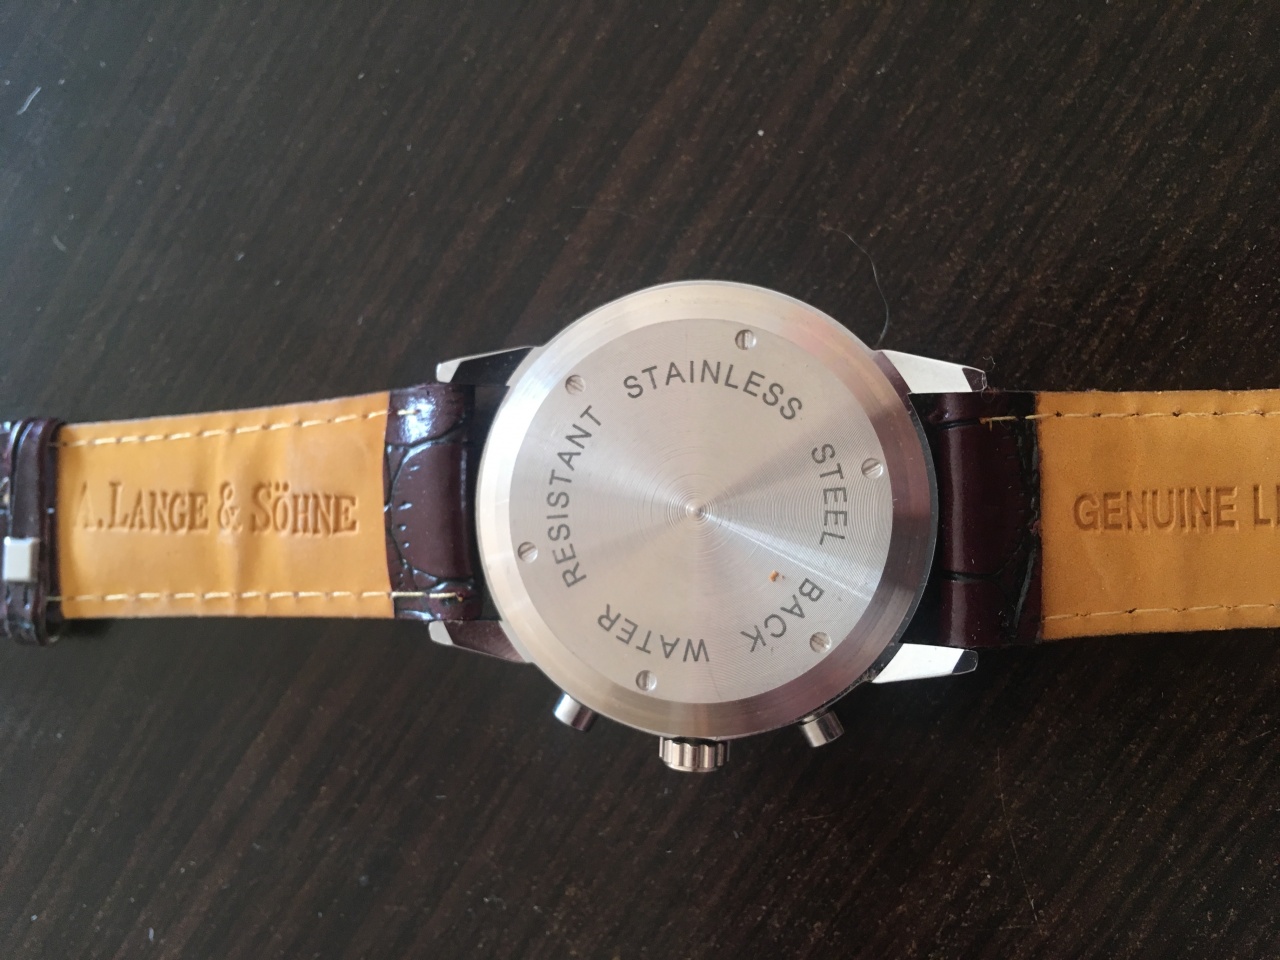 A. LANGE & SÖHNE
STAINLESS STEEL BACK WATER RESISTANT
GENUINE